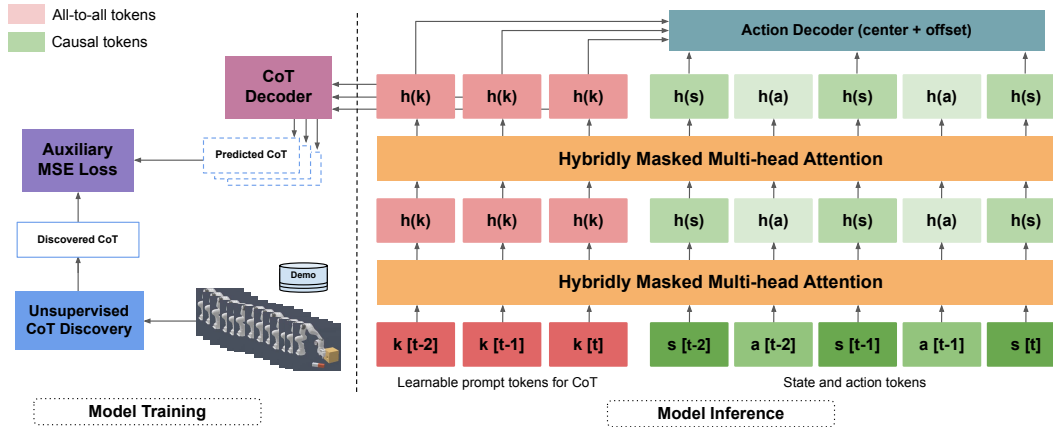 All-to-all tokens
Causal tokens
Action Decoder (center + offset)
CoT
Decoder
h(k) h(k) h(k) h(s) h(a) h(s) h(a) h(s)
Auxiliary
MSE Loss
Predicted CoT
Hybridly Masked Multi-head Attention
Discovered CoT
h(k) h(k) h(k) h(s) h(a) h(s) h(a) h(s)
Demo
Hybridly Masked Multi-head Attention
Unsupervised
CoT Discovery
k [t-2] k [t-1] k [t] s [t-2] a [t-2] s [t-1] a [t-1] s [t]
Learnable prompt tokens for CoT State and action tokens
Model Training Model Inference